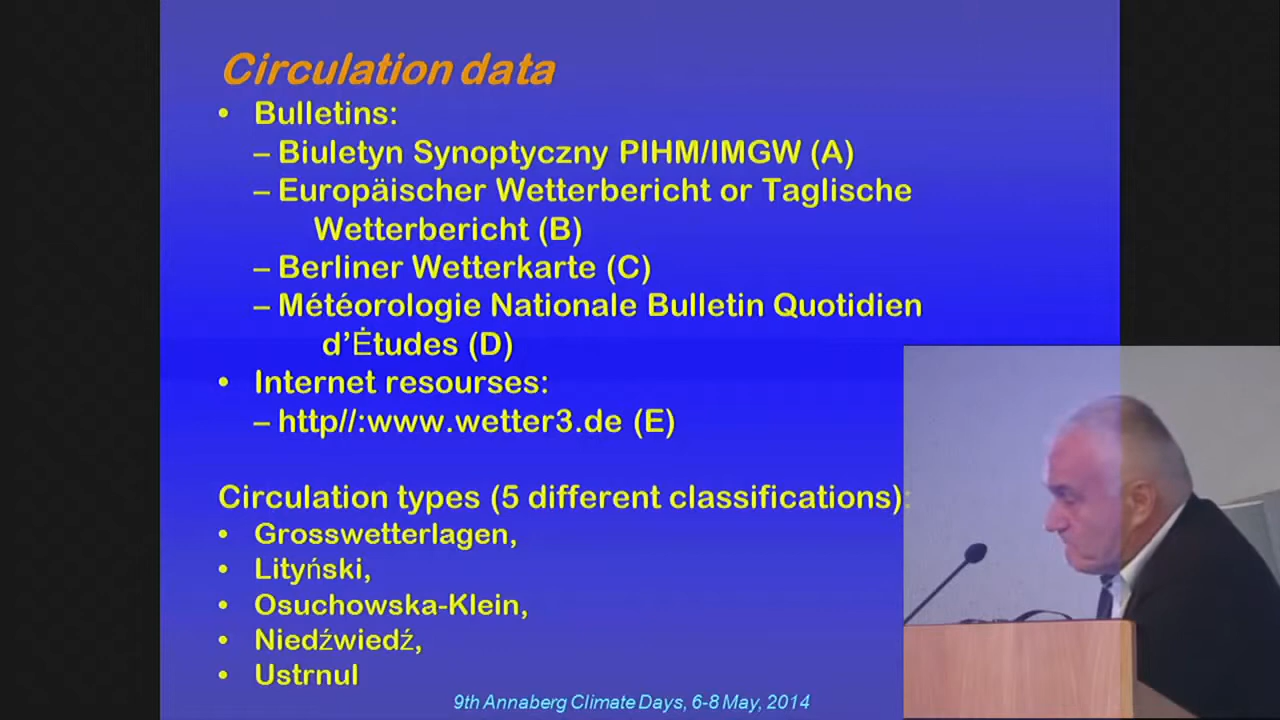 Circulation data
• Bulletins:
– Biuletyn Synoptyczny PIHM/IMGW (A)
– Europäischer Wetterbericht or Taglische
Wetterbericht (B)
– Berliner Wetterkarte (C)
– Météorologie Nationale Bulletin Quotidien
d’Ėtudes (D)
• Internet resourses:
– http//:www.wetter3.de (E)
Circulation types (5 different classifications):
• Grosswetterlagen,
• Lityński,
• Osuchowska-Klein,
• Niedźwiedź,
• Ustrnul
9th Annaberg Climate Days, 6-8 May, 2014